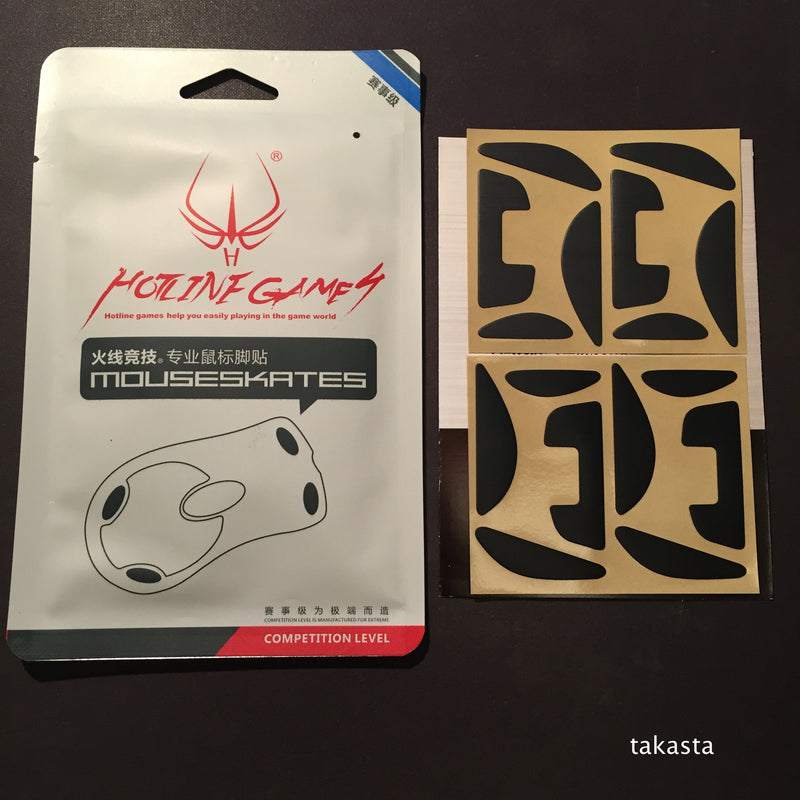 赛事级
®
H
HOTLINE GAMES
Hotline games help you easily playing in the game world
火线竞技® 专业鼠标脚贴
MOUSESKATES
赛事级为极端而造
COMPETITION LEVEL IS MANUFACTURED FOR EXTREME
COMPETITION LEVEL
takasta